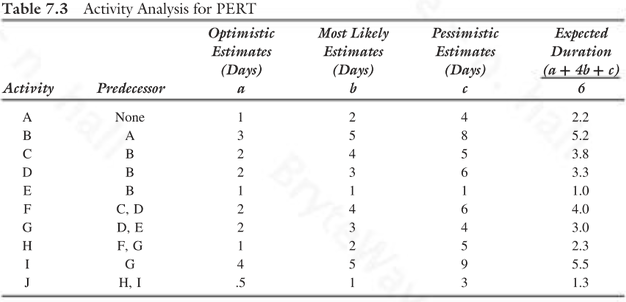 Table 7.3 Activity Analysis for PERT
Optimistic Most Likely Pessimistic Expected
Estimates Estimates Estimates Duration
(Days) (Days) (Days) (a + 4b + c)
Activity Predecessor a b c 6
A None 1 2 4 2.2
B A 3 5 8 5.2
C B 2 4 5 3.8
D B 2 3 6 3.3
E B 1 1 1 1.0
F C, D 2 4 6 4.0
G D, E 2 3 4 3.0
H F, G 1 2 5 2.3
I G 4 5 9 5.5
J H, I .5 1 3 1.3